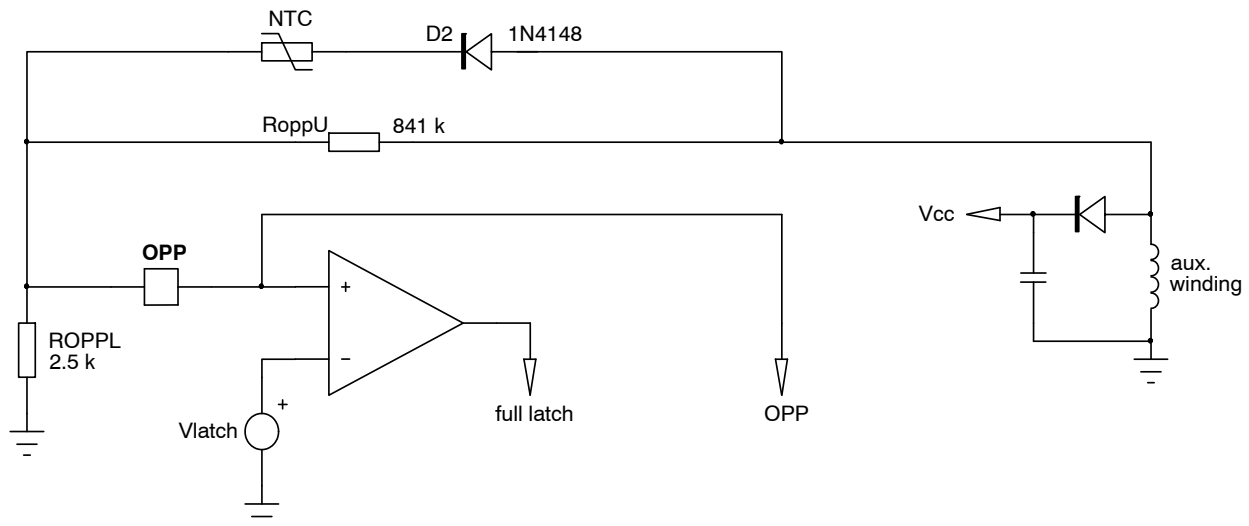 NTC
D2 1N4148
RoppU 841 k
Vcc
OPP
aux.
winding
+
ROPPL
2.5 k
−
+
full latch
OPP
Vlatch